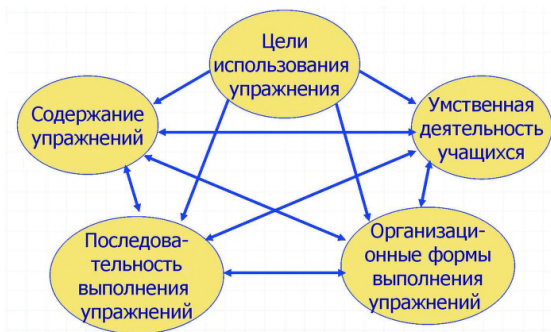 Цели
использования
упражнения
Содержание
упражнений
Умственная
деятельность
учащихся
Последова-
тельность
выполнения
упражнений
Организаци-
онные формы
выполнения
упражнений